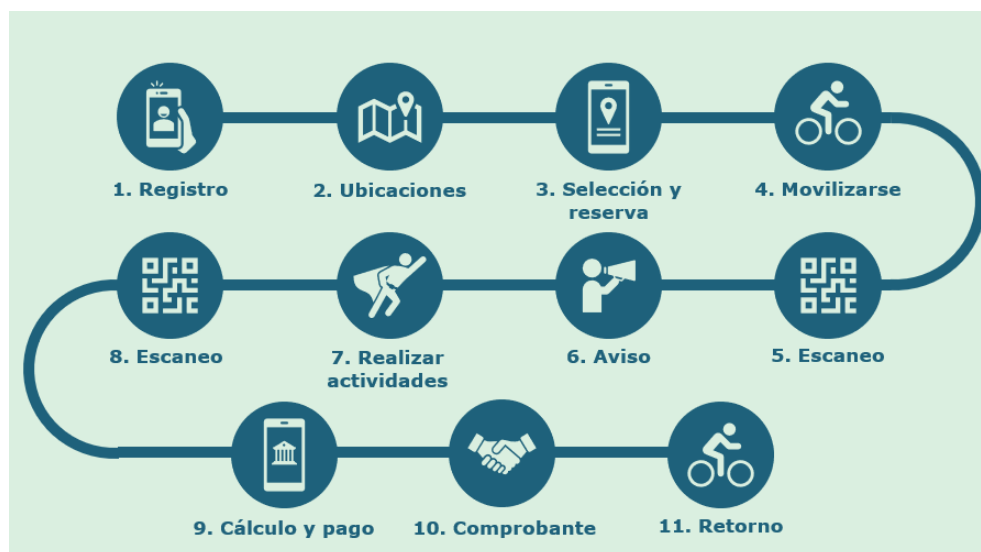 1. Registro
2. Ubicaciones
3. Selección y
reserva
4. Movilizarse
5. Escaneo
6. Aviso
7. Realizar
actividades
8. Escaneo
9. Cálculo y pago
10. Comprobante
11. Retorno